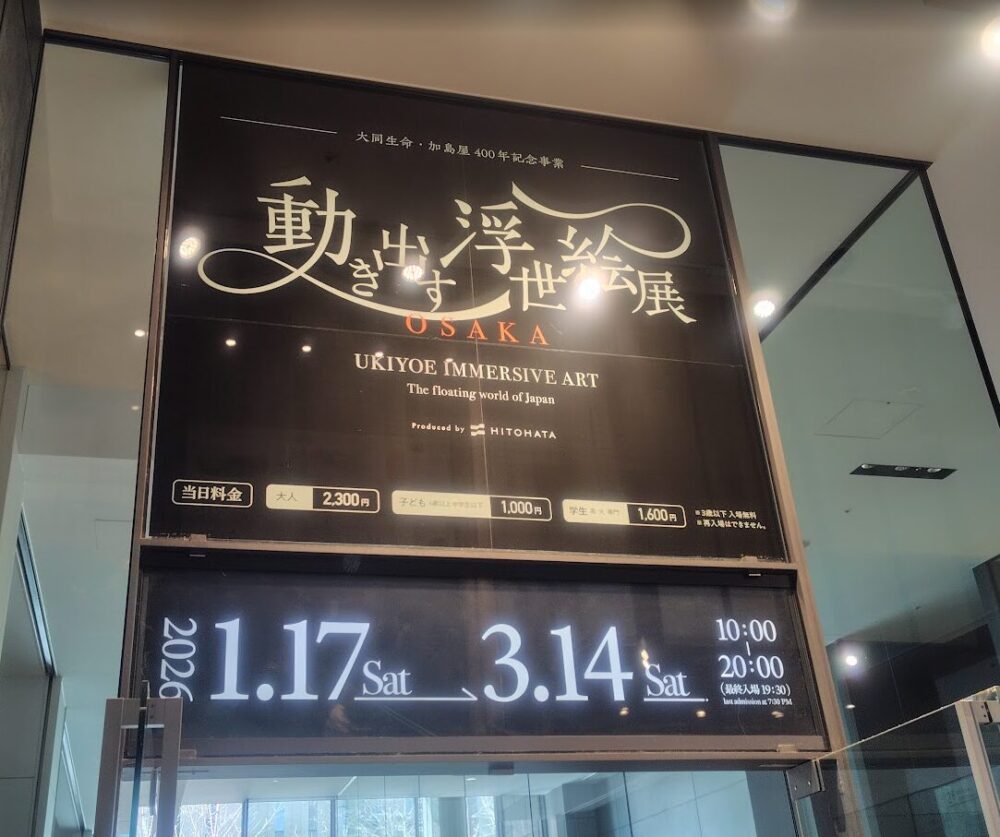 大同生命・加島屋 400年記念事業
動き出す浮世絵展
OSAKA
UKIYOE IMMERSIVE ART
The floating world of Japan
Produced by HITOHATA
当日料金 大人 2,300円 子ども 1,000円 学生 1,600円 ※3歳以下 入場無料
※再入場はできません。
2026 1.17 Sat → 3.14 Sat
10:00
20:00
(最終入場 19:30)
last admission at 7:30 PM